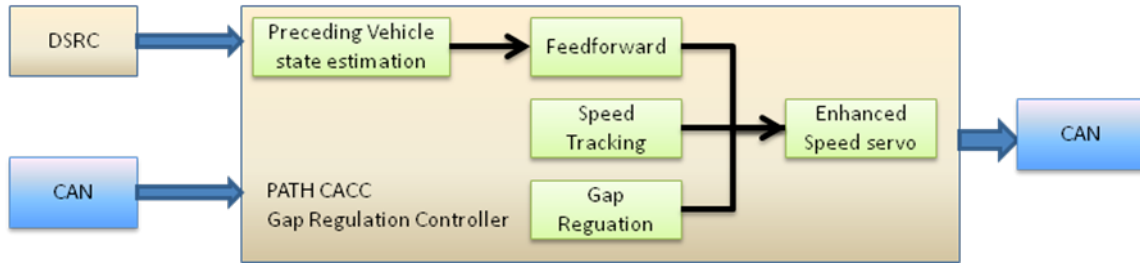 DSRC
Preceding Vehicle
state estimation
Feedforward
Speed
Tracking
Enhanced
Speed servo
CAN
CAN
PATH CACC
Gap Regulation Controller
Gap
Reguation